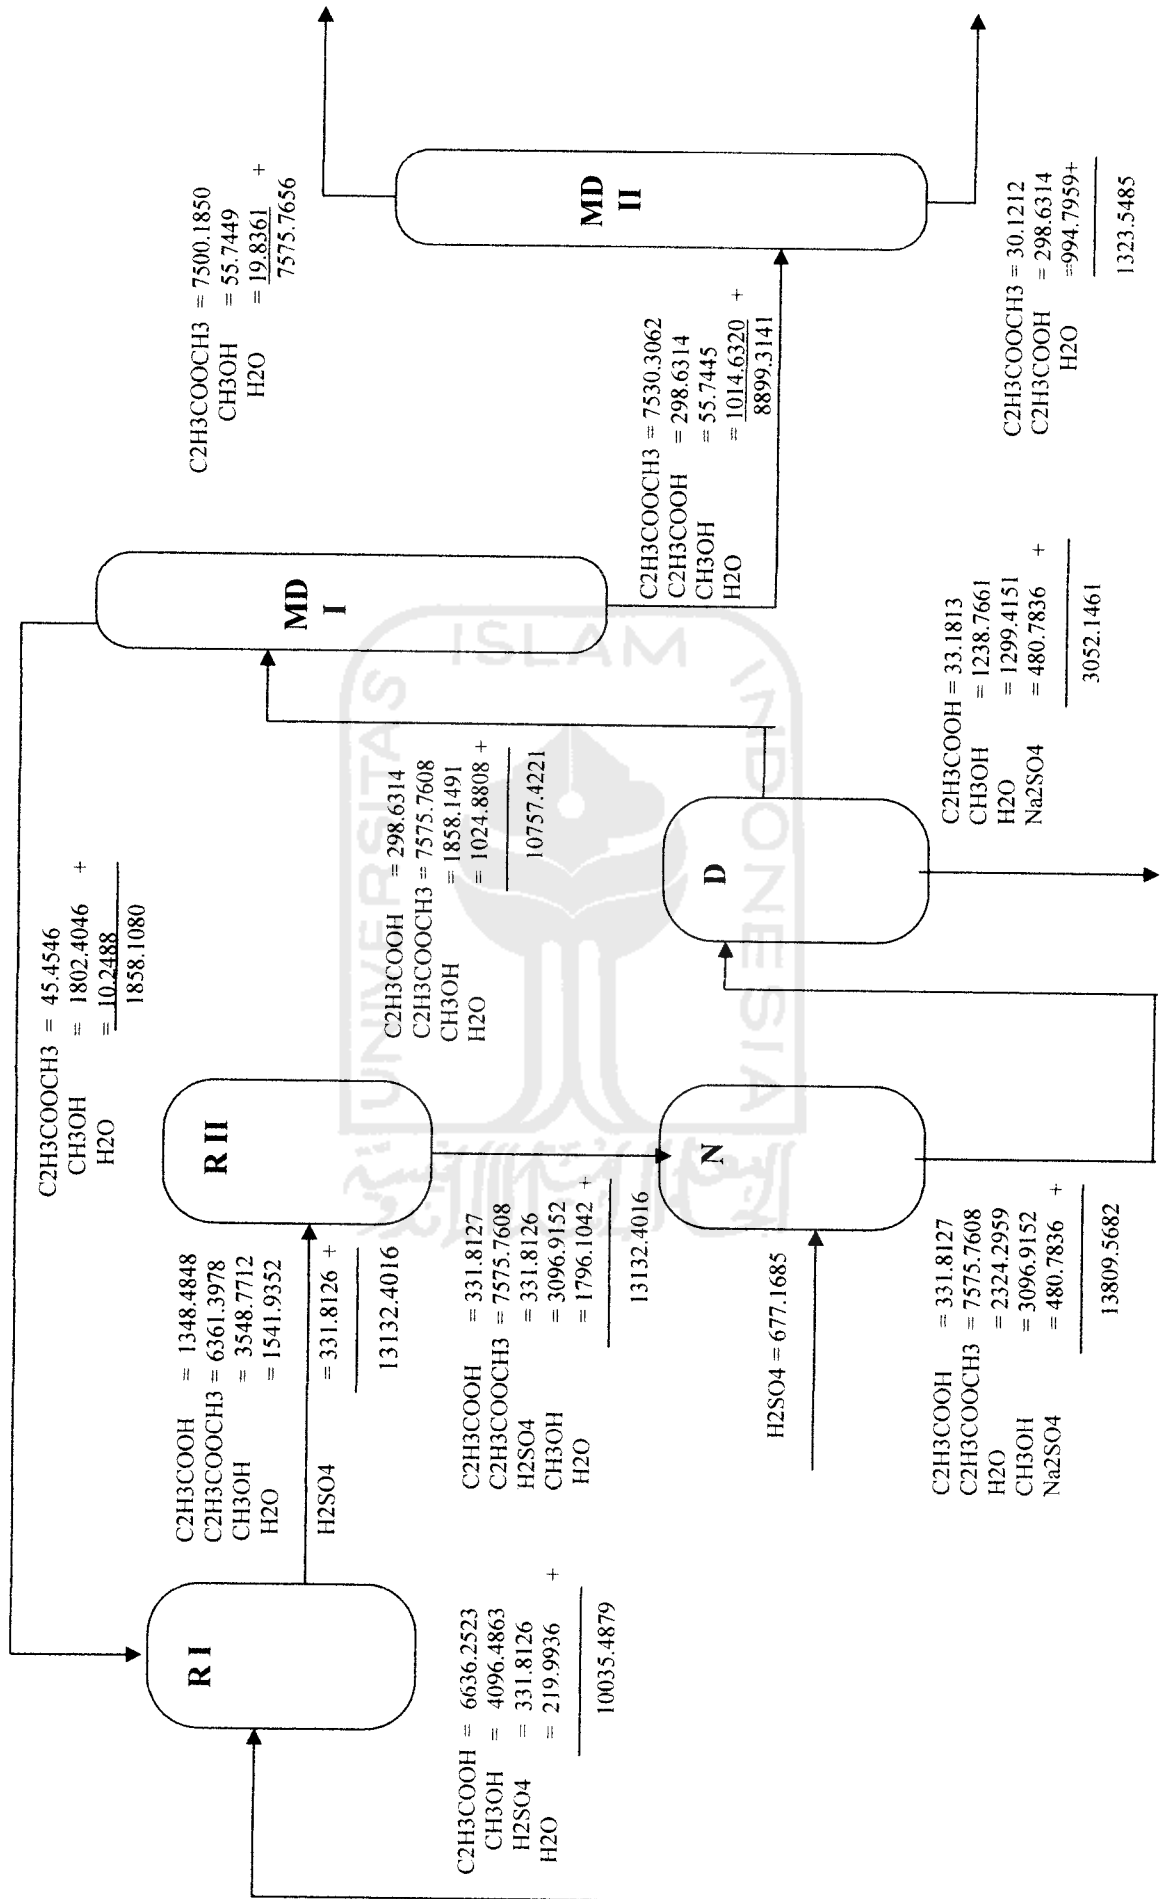 C2H3COOCH3 = 45.4546
CH3OH = 1802.4046 +
H2O = 10.2488
1858.1080
C2H3COOCH3 = 7500.1850
CH3OH = 55.7449
H2O = 19.8361 +
7575.7656
R I
C2H3COOH = 1348.4848
C2H3COOCH3 = 6361.3978
CH3OH = 3548.7712
H2O = 1541.9352
H2SO4 = 331.8126 +
13132.4016
R II
MD
I
MD
II
C2H3COOH = 6636.2523
CH3OH = 4096.4863
H2SO4 = 331.8126
H2O = 219.9936 +
10035.4879
C2H3COOH = 331.8127
C2H3COOCH3 = 7575.7608
H2SO4 = 331.8126
CH3OH = 3096.9152
H2O = 1796.1042 +
13132.4016
C2H3COOH = 298.6314
C2H3COOCH3 = 7575.7608
CH3OH = 1858.1491
H2O = 1024.8808 +
10757.4221
C2H3COOCH3 = 7530.3062
C2H3COOH = 298.6314
CH3OH = 55.7445
H2O = 1014.6320 +
8899.3141
H2SO4 = 677.1685
N
D
C2H3COOH = 331.8127
C2H3COOCH3 = 7575.7608
H2O = 2324.2959
CH3OH = 3096.9152
Na2SO4 = 480.7836 +
13809.5682
C2H3COOH = 33.1813
CH3OH = 1238.7661
H2O = 1299.4151
Na2SO4 = 480.7836 +
3052.1461
C2H3COOCH3 = 30.1212
C2H3COOH = 298.6314
H2O =994.7959+
1323.5485
UNIVERSITAS
ISLAM
INDONESIA